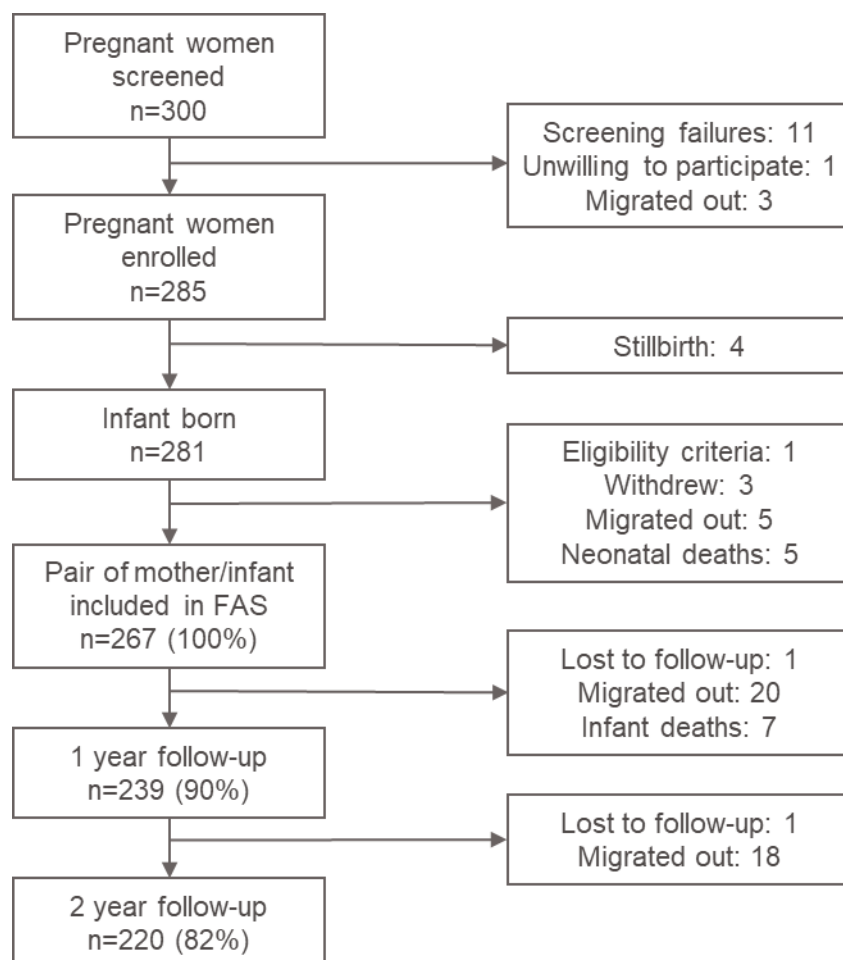 Pregnant women
screened
n=300
Screening failures: 11
Unwilling to participate: 1
Migrated out: 3
Pregnant women
enrolled
n=285
Stillbirth: 4
Infant born
n=281
Eligibility criteria: 1
Withdrew: 3
Migrated out: 5
Neonatal deaths: 5
Pair of mother/infant
included in FAS
n=267 (100%)
Lost to follow-up: 1
Migrated out: 20
Infant deaths: 7
1 year follow-up
n=239 (90%)
Lost to follow-up: 1
Migrated out: 18
2 year follow-up
n=220 (82%)